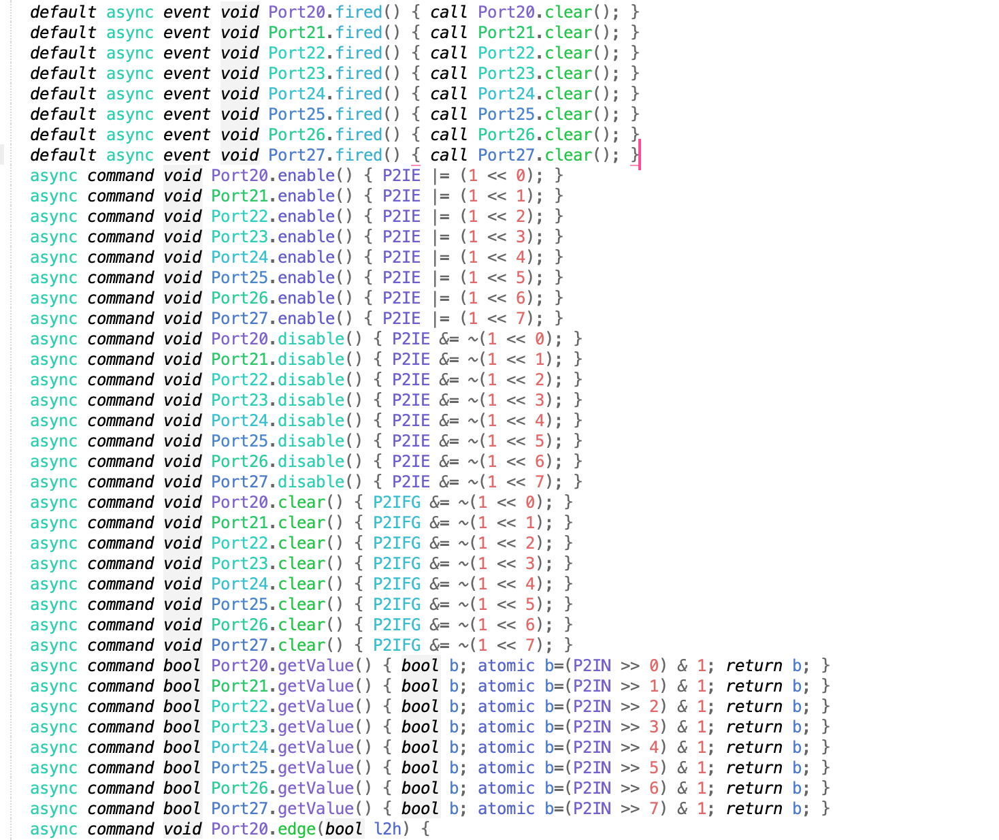 default async event void Port20.fired() { call Port20.clear(); }
default async event void Port21.fired() { call Port21.clear(); }
default async event void Port22.fired() { call Port22.clear(); }
default async event void Port23.fired() { call Port23.clear(); }
default async event void Port24.fired() { call Port24.clear(); }
default async event void Port25.fired() { call Port25.clear(); }
default async event void Port26.fired() { call Port26.clear(); }
default async event void Port27.fired() { call Port27.clear(); }
async command void Port20.enable() { P2IE |= (1 << 0); }
async command void Port21.enable() { P2IE |= (1 << 1); }
async command void Port22.enable() { P2IE |= (1 << 2); }
async command void Port23.enable() { P2IE |= (1 << 3); }
async command void Port24.enable() { P2IE |= (1 << 4); }
async command void Port25.enable() { P2IE |= (1 << 5); }
async command void Port26.enable() { P2IE |= (1 << 6); }
async command void Port27.enable() { P2IE |= (1 << 7); }
async command void Port20.disable() { P2IE &= ~(1 << 0); }
async command void Port21.disable() { P2IE &= ~(1 << 1); }
async command void Port22.disable() { P2IE &= ~(1 << 2); }
async command void Port23.disable() { P2IE &= ~(1 << 3); }
async command void Port24.disable() { P2IE &= ~(1 << 4); }
async command void Port25.disable() { P2IE &= ~(1 << 5); }
async command void Port26.disable() { P2IE &= ~(1 << 6); }
async command void Port27.disable() { P2IE &= ~(1 << 7); }
async command void Port20.clear() { P2IFG &= ~(1 << 0); }
async command void Port21.clear() { P2IFG &= ~(1 << 1); }
async command void Port22.clear() { P2IFG &= ~(1 << 2); }
async command void Port23.clear() { P2IFG &= ~(1 << 3); }
async command void Port24.clear() { P2IFG &= ~(1 << 4); }
async command void Port25.clear() { P2IFG &= ~(1 << 5); }
async command void Port26.clear() { P2IFG &= ~(1 << 6); }
async command void Port27.clear() { P2IFG &= ~(1 << 7); }
async command bool Port20.getValue() { bool b; atomic b=(P2IN >> 0) & 1; return b; }
async command bool Port21.getValue() { bool b; atomic b=(P2IN >> 1) & 1; return b; }
async command bool Port22.getValue() { bool b; atomic b=(P2IN >> 2) & 1; return b; }
async command bool Port23.getValue() { bool b; atomic b=(P2IN >> 3) & 1; return b; }
async command bool Port24.getValue() { bool b; atomic b=(P2IN >> 4) & 1; return b; }
async command bool Port25.getValue() { bool b; atomic b=(P2IN >> 5) & 1; return b; }
async command bool Port26.getValue() { bool b; atomic b=(P2IN >> 6) & 1; return b; }
async command bool Port27.getValue() { bool b; atomic b=(P2IN >> 7) & 1; return b; }
async command void Port20.edge(bool l2h) {